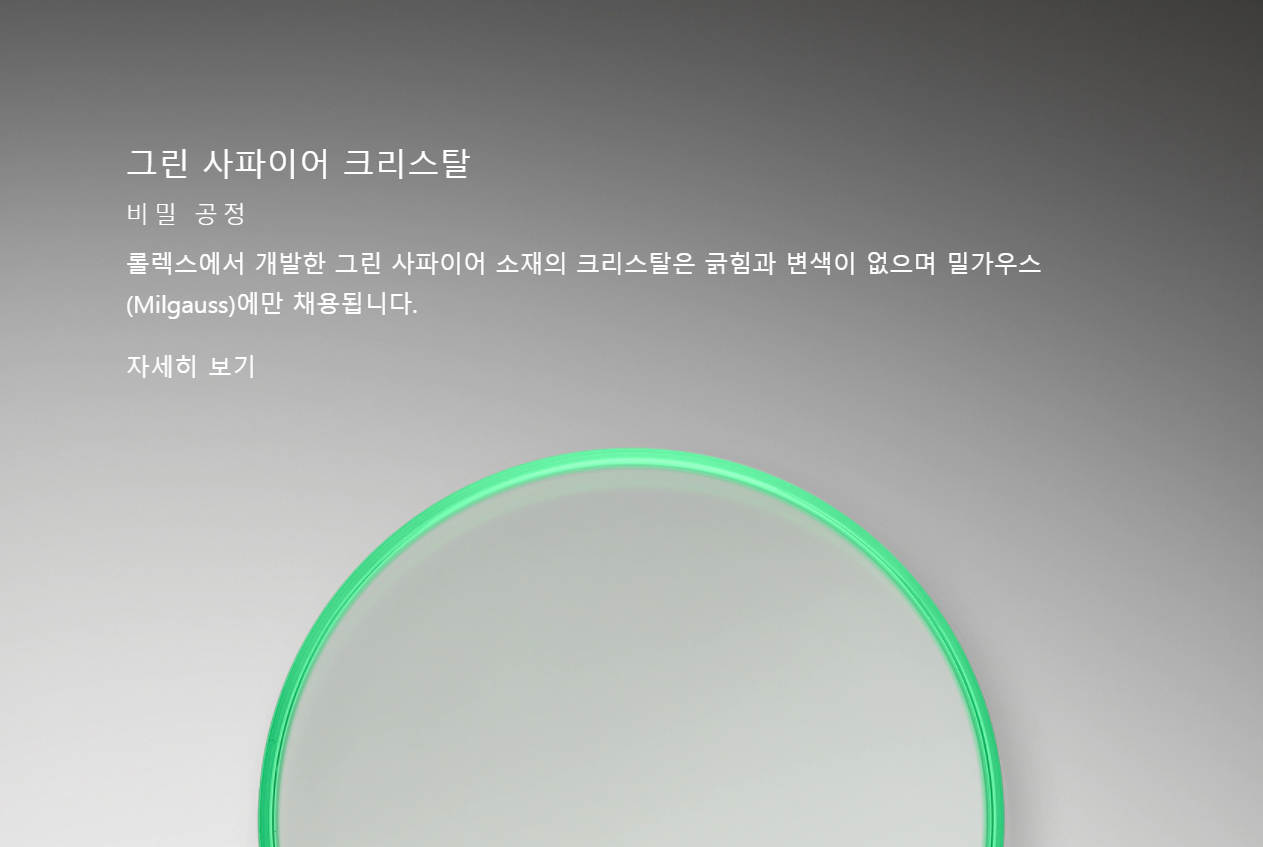 그린 사파이어 크리스탈
비밀 공정
롤렉스에서 개발한 그린 사파이어 소재의 크리스탈은 긁힘과 변색이 없으며 밀가우스
(Milgauss)에만 채용됩니다.
자세히 보기